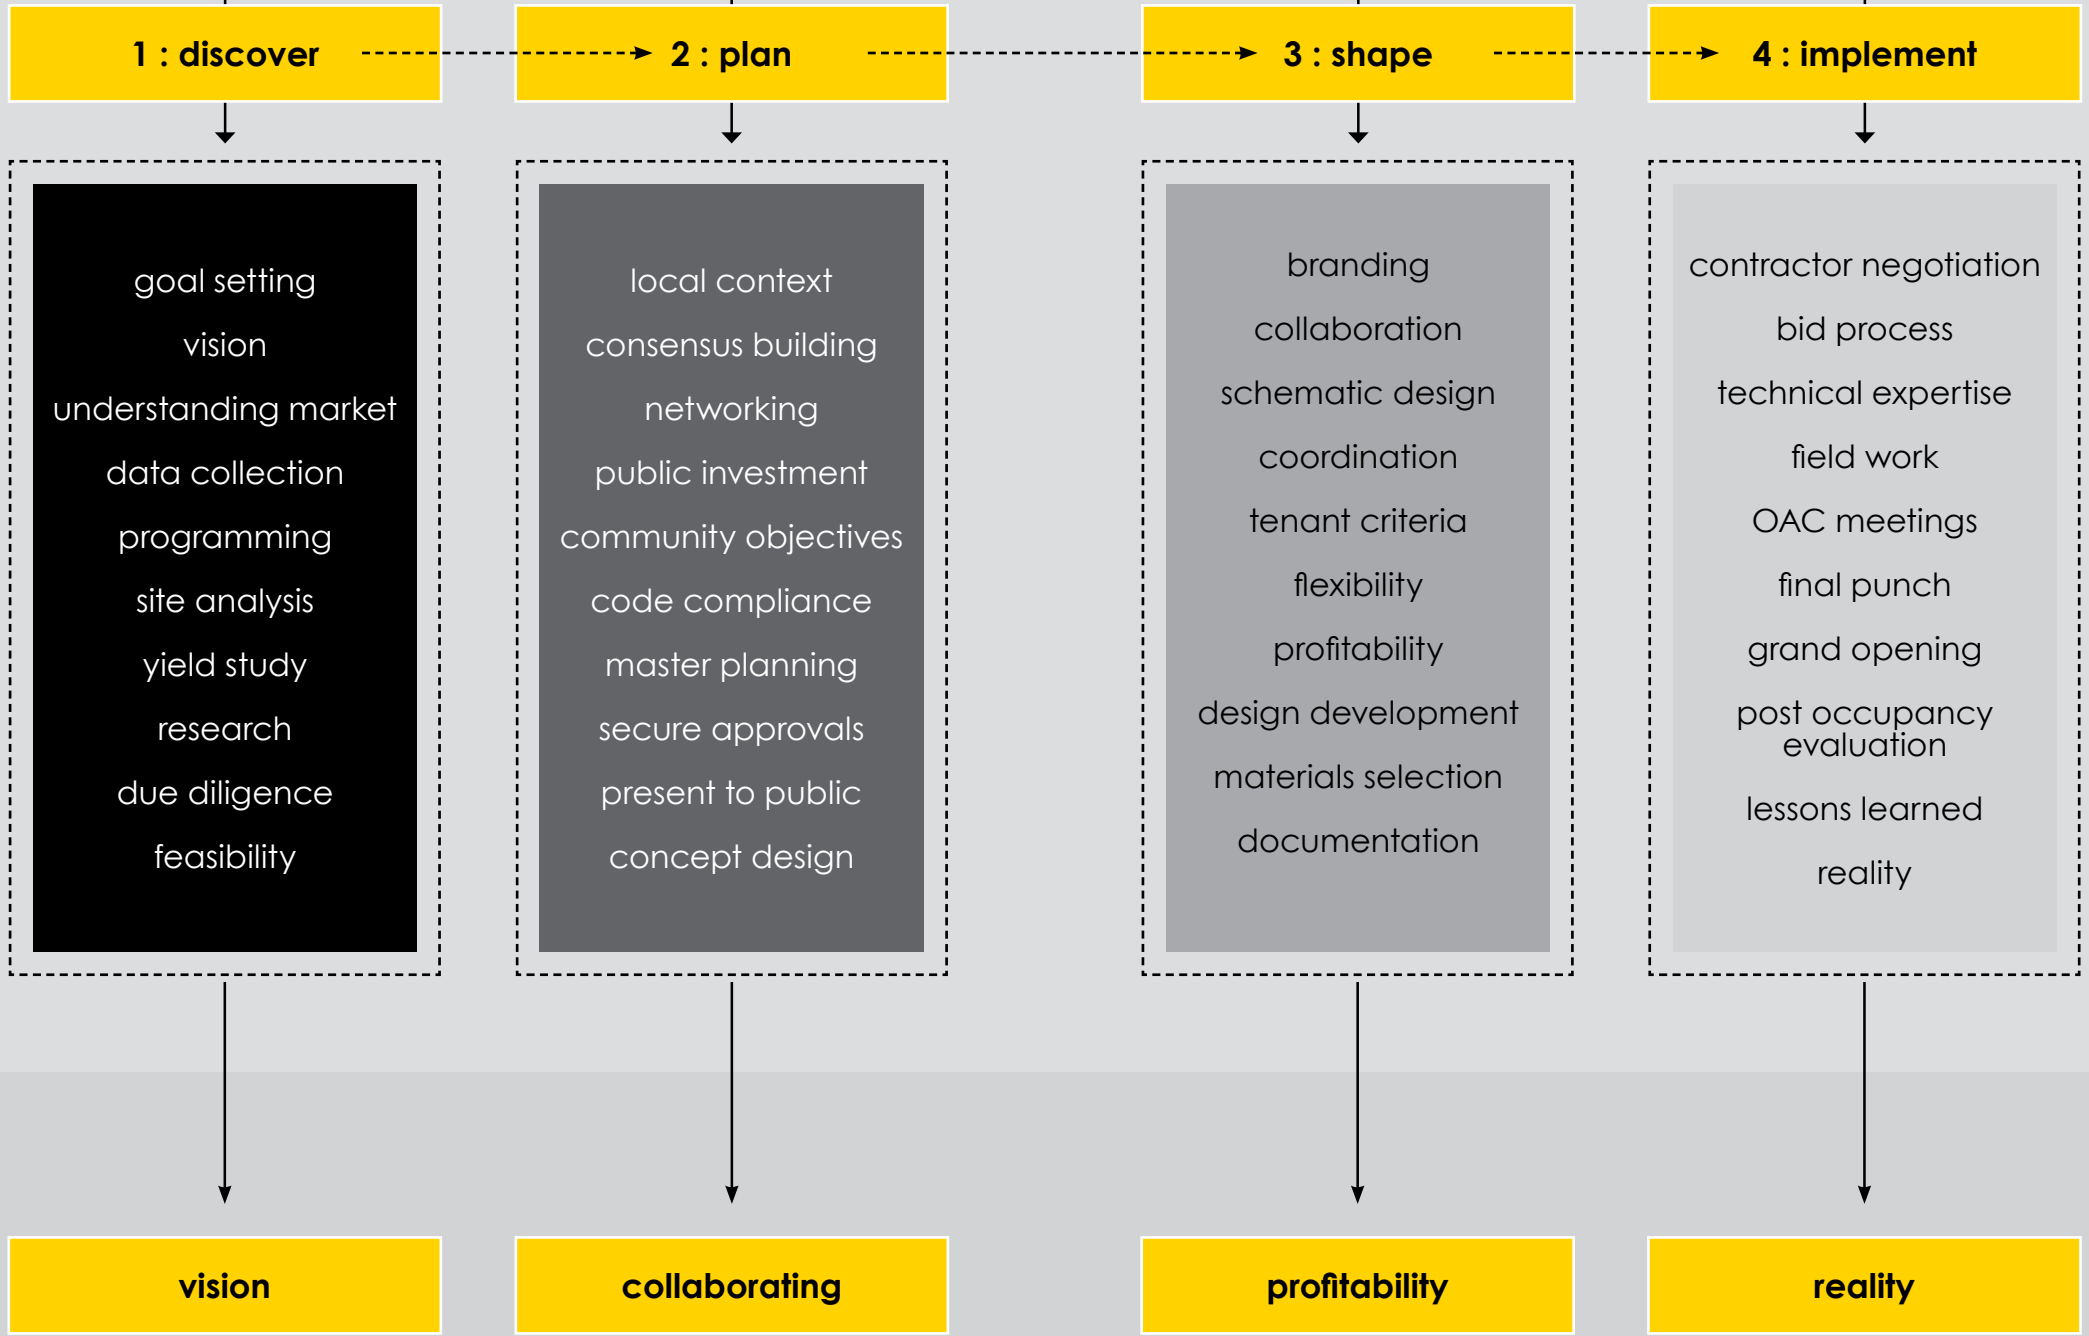 1 : discover
2 : plan
3 : shape
4 : implement
goal setting
vision
understanding market
data collection
programming
site analysis
yield study
research
due diligence
feasibility
local context
consensus building
networking
public investment
community objectives
code compliance
master planning
secure approvals
present to public
concept design
branding
collaboration
schematic design
coordination
tenant criteria
flexibility
profitability
design development
materials selection
documentation
contractor negotiation
bid process
technical expertise
field work
OAC meetings
final punch
grand opening
post occupancy
evaluation
lessons learned
reality
vision
collaborating
profitability
reality